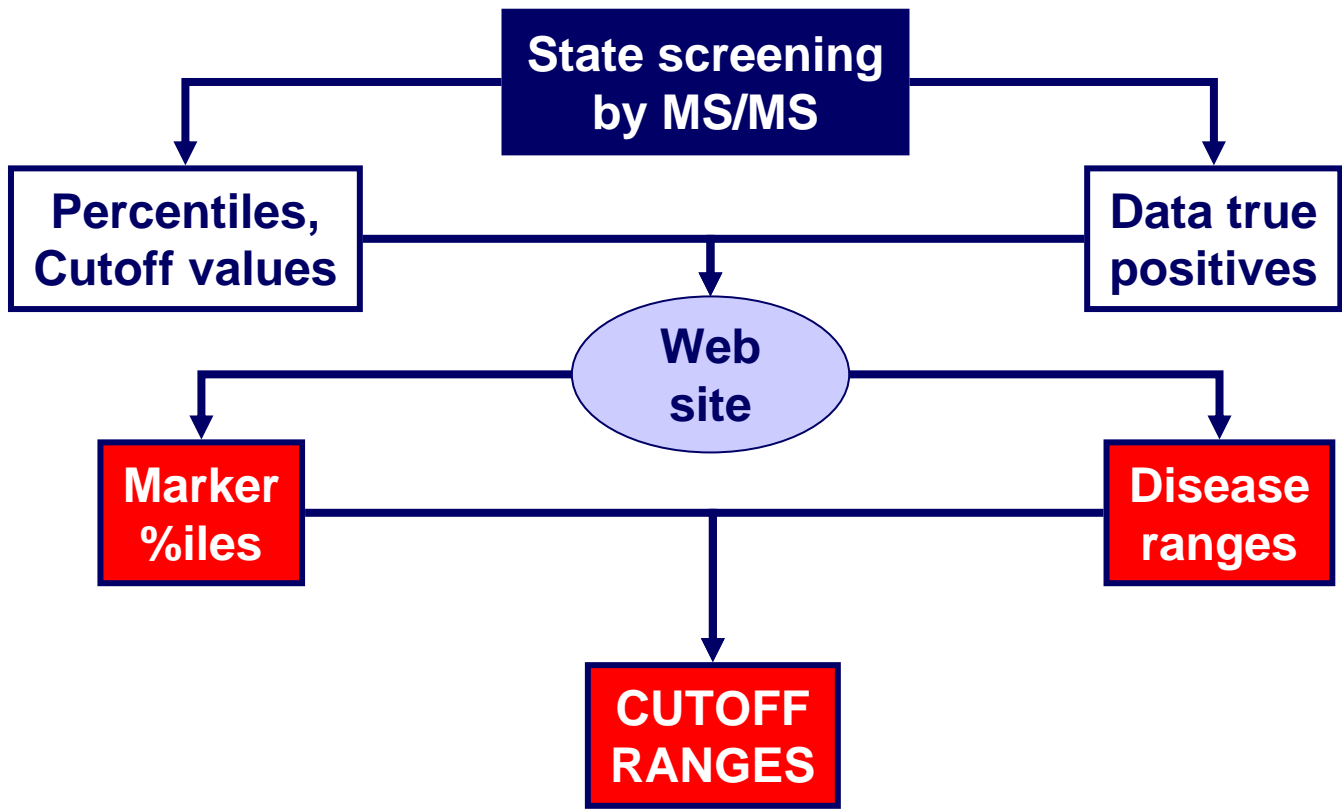 State screening
by MS/MS
Percentiles,
Cutoff values
Data true
positives
Web
site
Marker
%iles
Disease
ranges
CUTOFF
RANGES